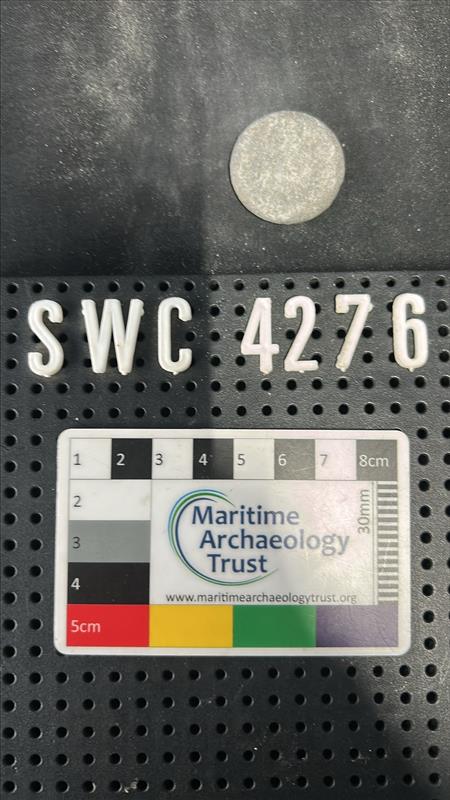 SWC 4276
1 2 3 4 5 6 7 8cm
2
3
4
5cm
30mm
Maritime
Archaeology
Trust
www.maritimearchaeologytrust.org